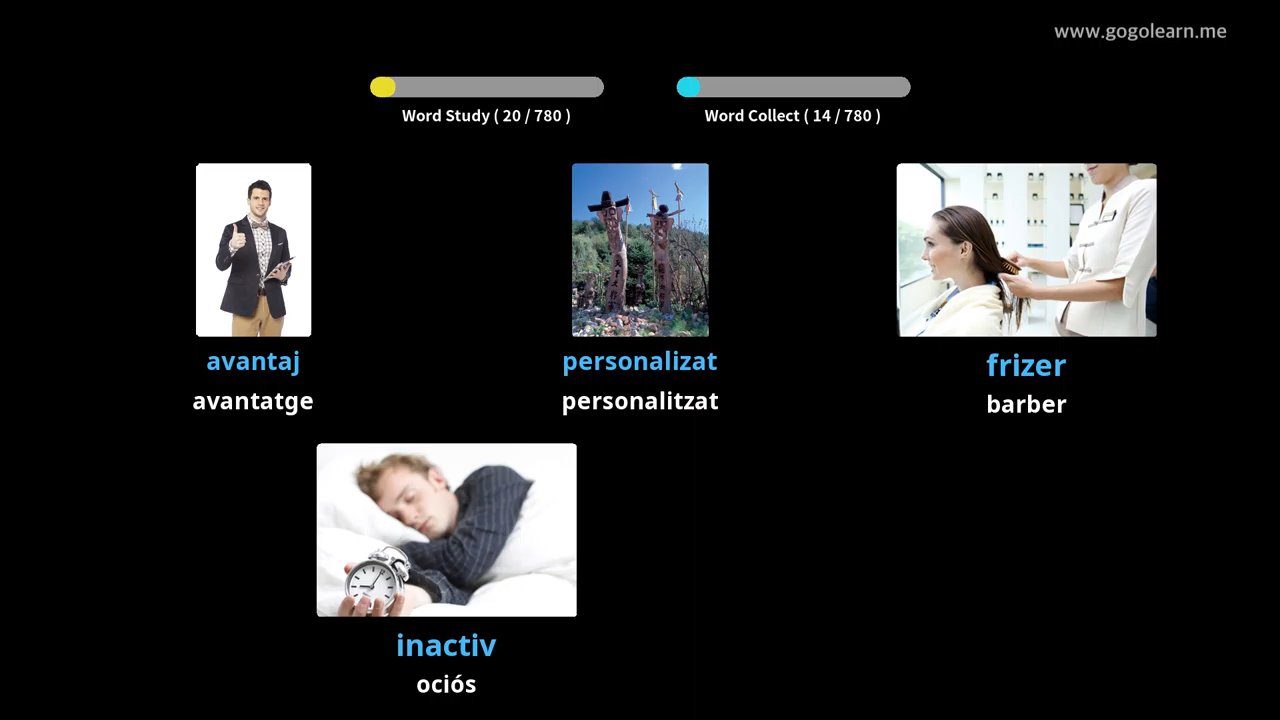 www.gogolearn.me
Word Study ( 20 / 780 )
Word Collect ( 14 / 780 )
avantaj
avantatge
personalizat
personalitzat
frizer
barber
inactiv
ociós